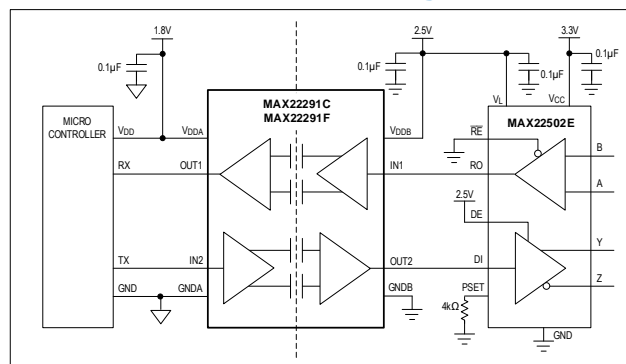 1.8V
2.5V
3.3V
0.1µF
0.1µF
0.1µF
0.1µF
MICRO
CONTROLLER
MAX22291C
MAX22291F
VL
VCC
MAX22502E
VDD
VDDA
VDDB
RE
B
RX
OUT1
IN1
RO
A
2.5V
DE
Y
TX
IN2
OUT2
DI
Z
GND
GNDA
GNDB
PSET
4kΩ
GND